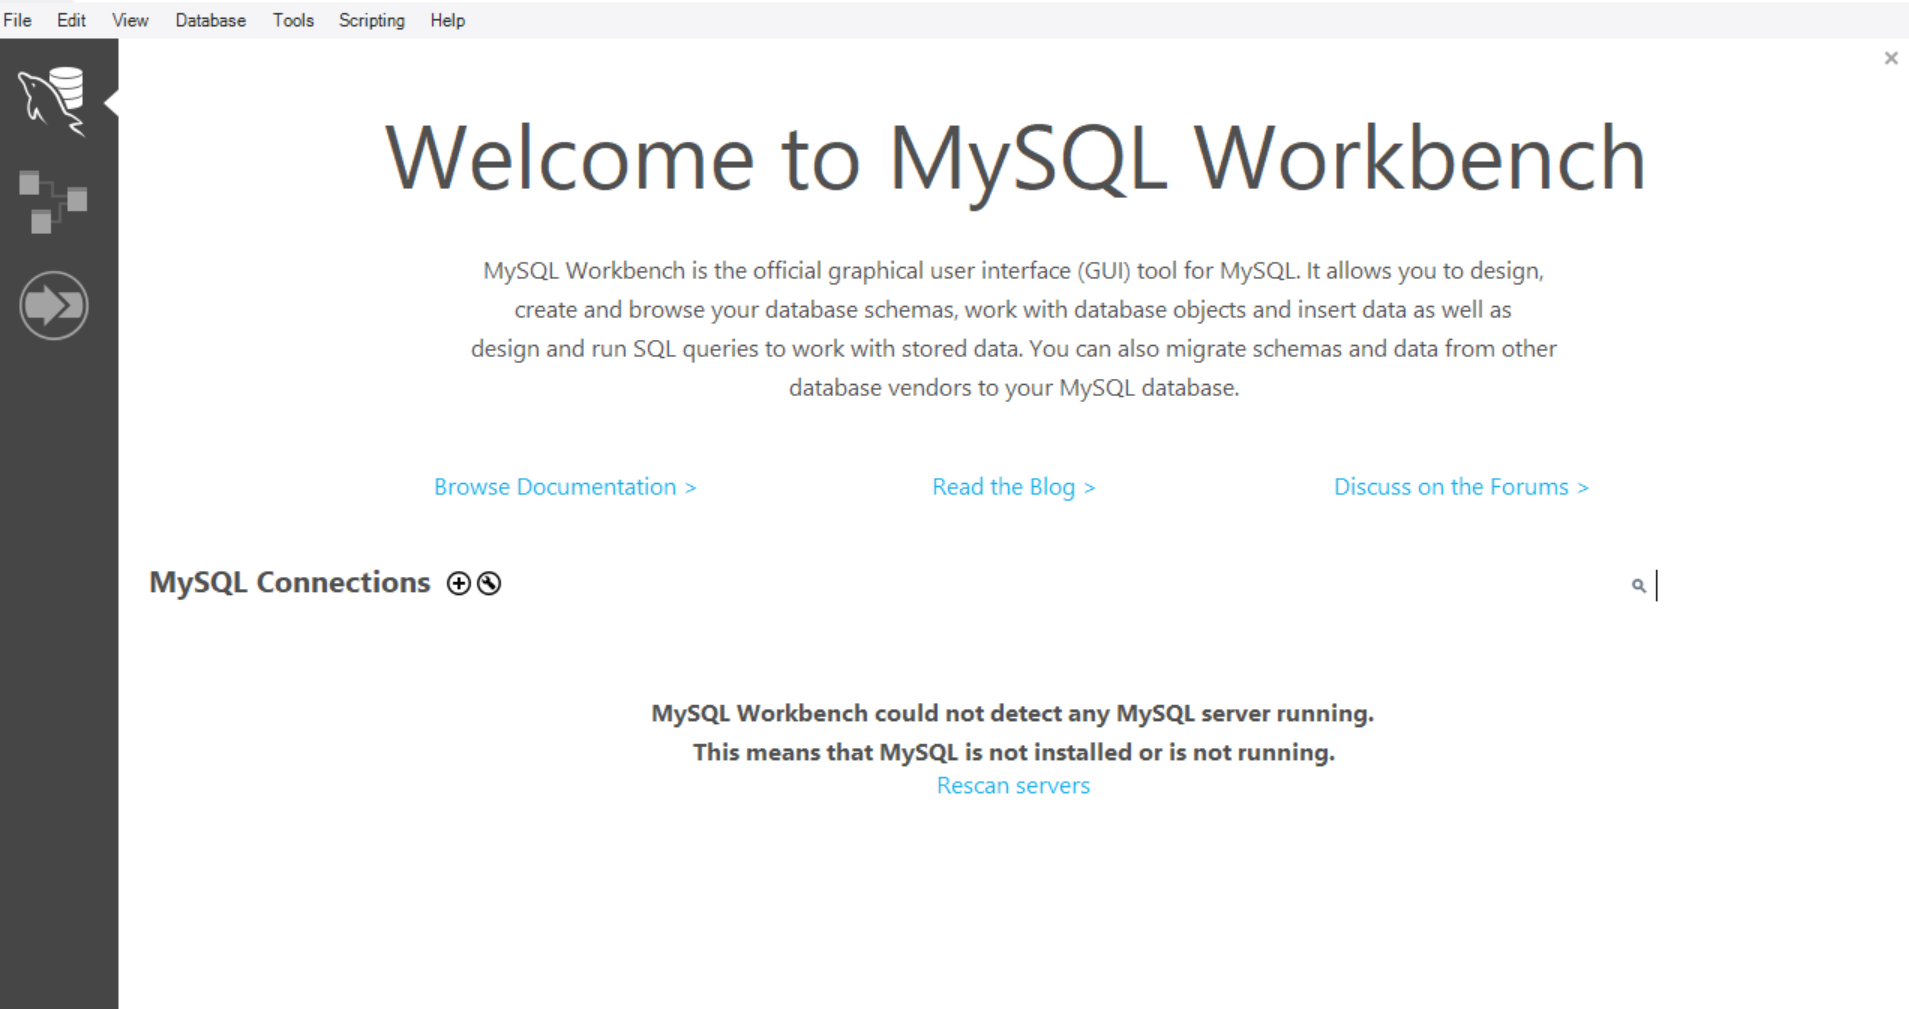 File Edit View Database Tools Scripting Help
Welcome to MySQL Workbench
MySQL Workbench is the official graphical user interface (GUI) tool for MySQL. It allows you to design,
create and browse your database schemas, work with database objects and insert data as well as
design and run SQL queries to work with stored data. You can also migrate schemas and data from other
database vendors to your MySQL database.
Browse Documentation > Read the Blog > Discuss on the Forums >
MySQL Connections
MySQL Workbench could not detect any MySQL server running.
This means that MySQL is not installed or is not running.
Rescan servers